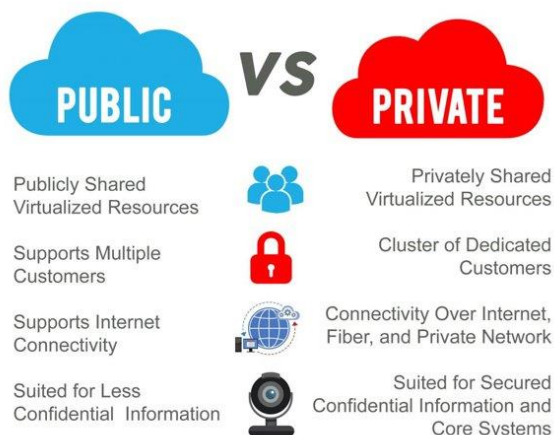 PUBLIC
VS
PRIVATE
Publicly Shared
Virtualized Resources
Privately Shared
Virtualized Resources
Supports Multiple
Customers
Cluster of Dedicated
Customers
Supports Internet
Connectivity
Connectivity Over Internet,
Fiber, and Private Network
Suited for Less
Confidential Information
Suited for Secured
Confidential Information and
Core Systems